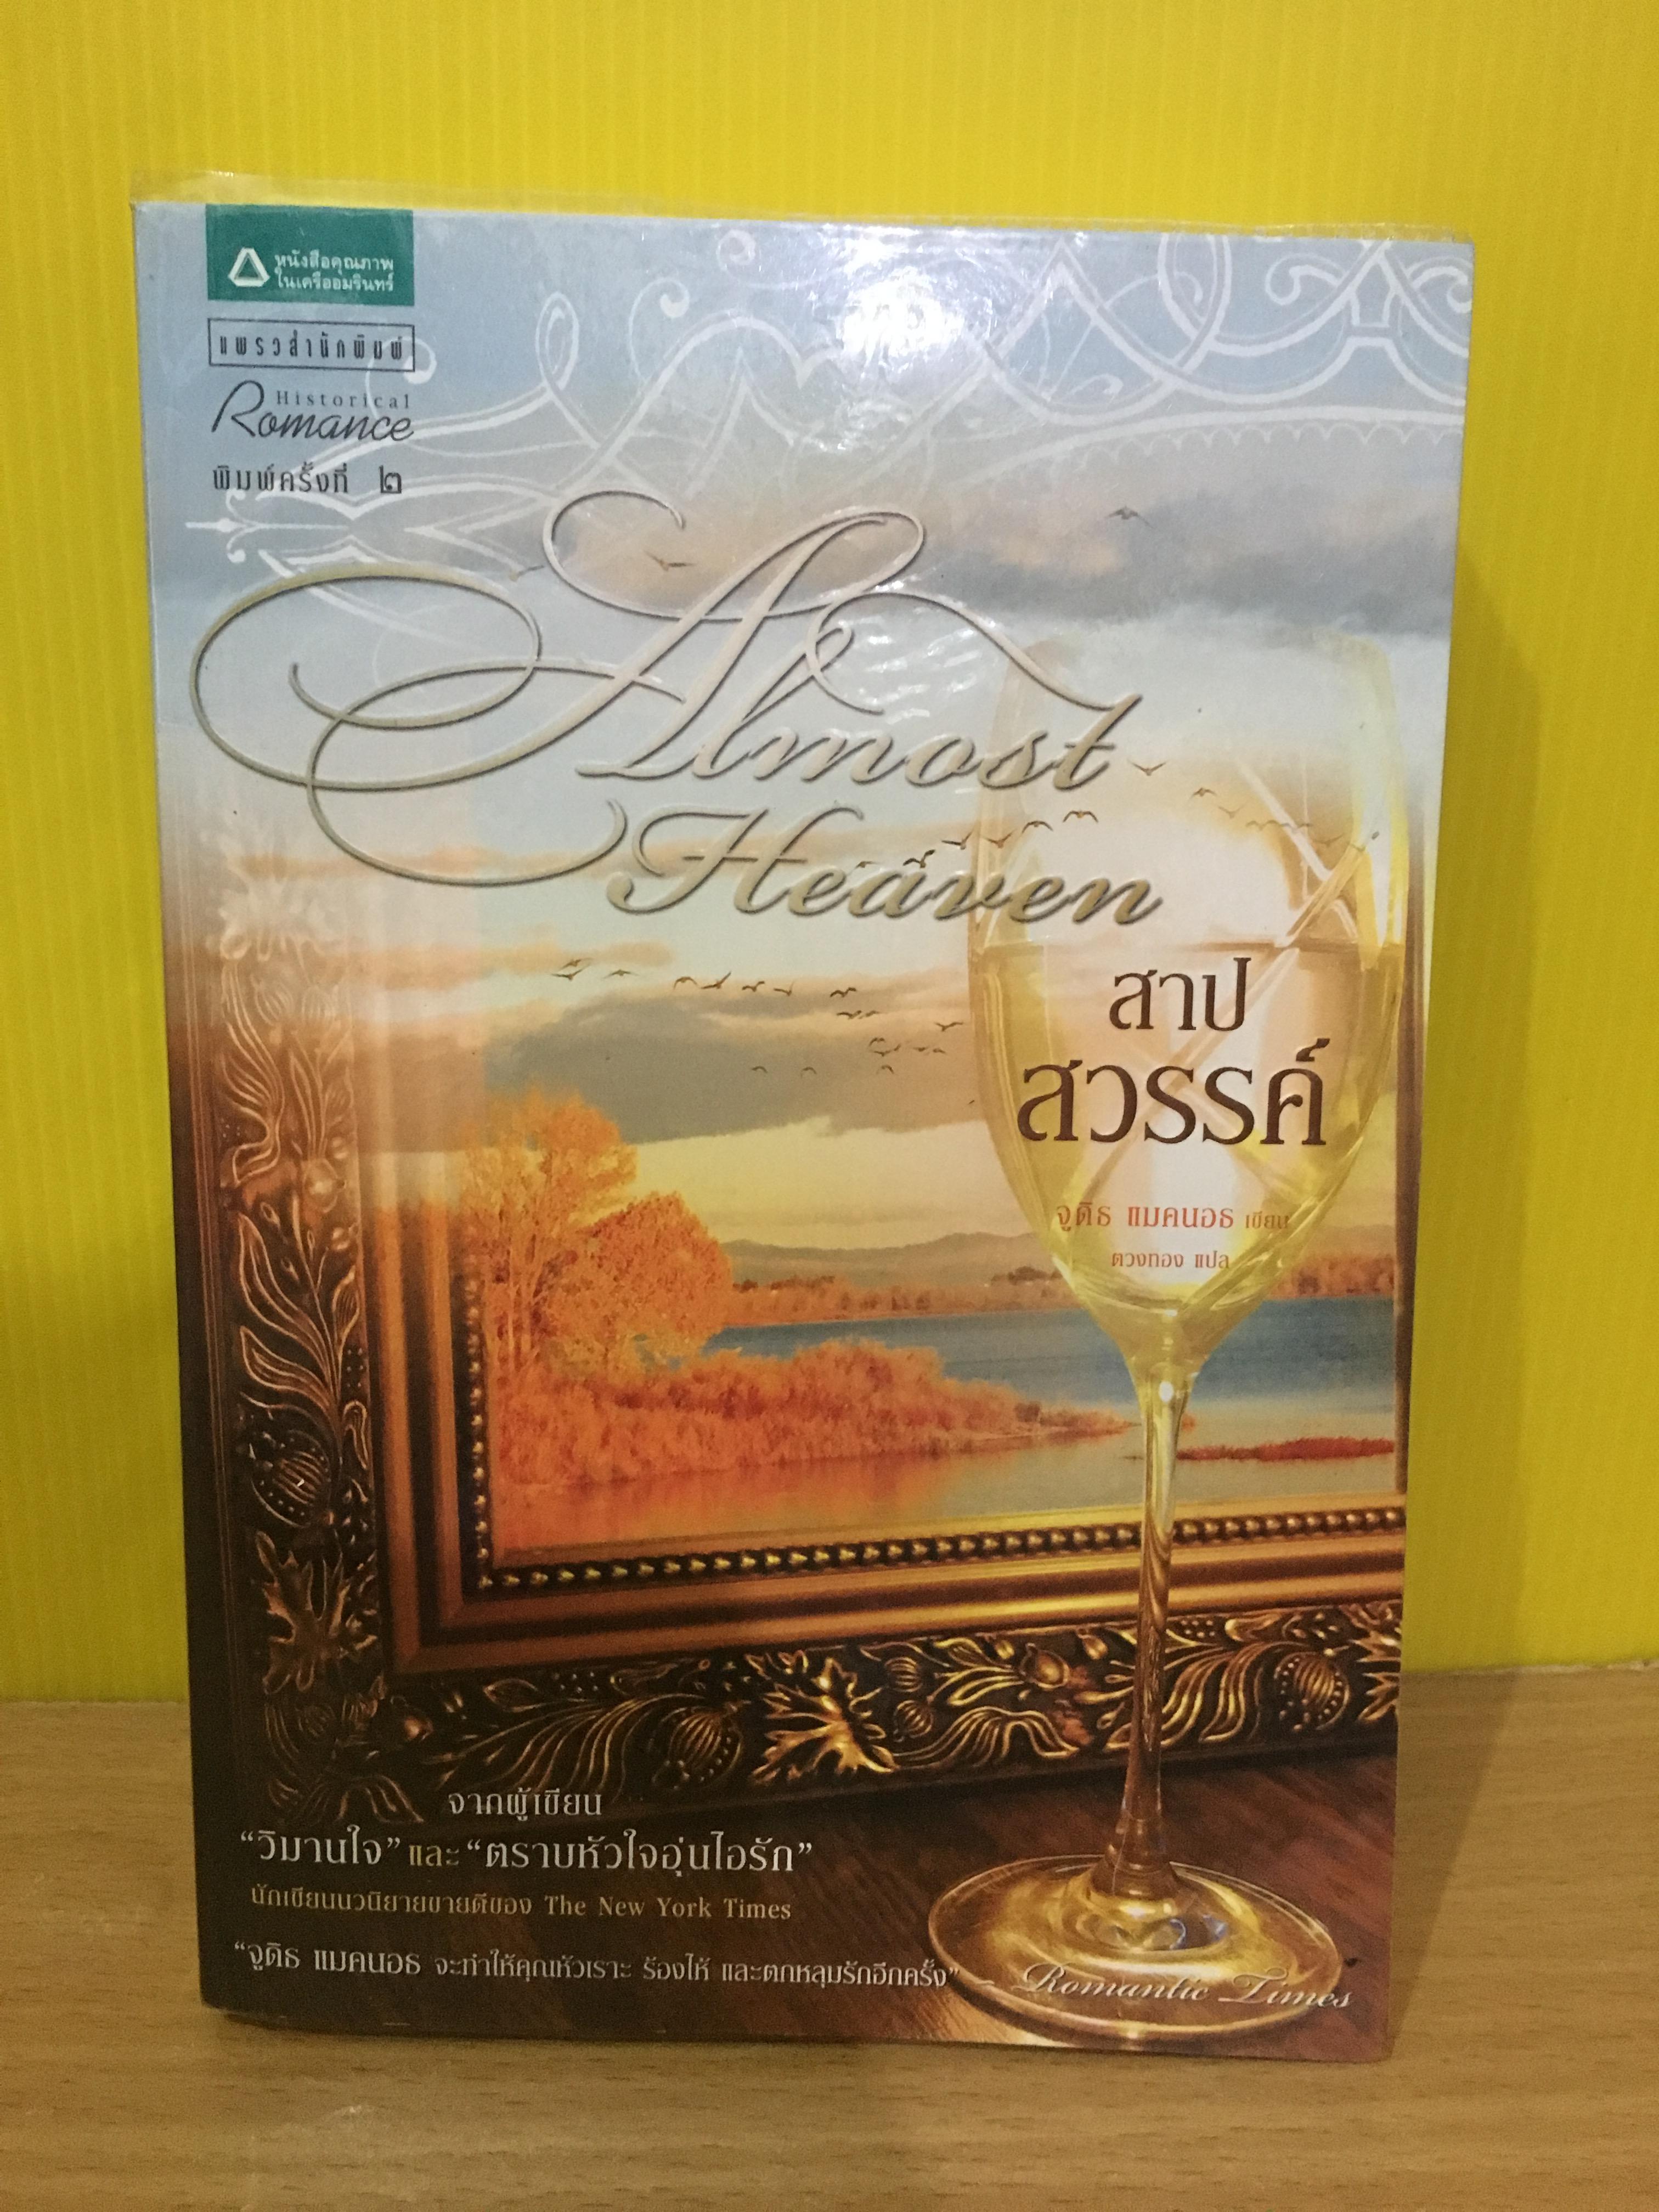 หนังสือคุณภาพ
ในเครืออมรินทร์
แพรวสำนักพิมพ์
Historical
Romance
พิมพ์ครั้งที่ ๒
Almost
Heaven
สาป
สวรรค์
จูดิธ แมคนอธ เขียน
ตวงทอง แปล
จากผู้เขียน
“วิมานใจ” และ “ตราบหัวใจอุ่นไอรัก”
นักเขียนนวนิยายขายดีของ The New York Times
“จูดิธ แมคนอธ จะทำให้คุณหัวเราะ ร้องไห้ และตกหลุมรักอีกครั้ง” – Romantic Times